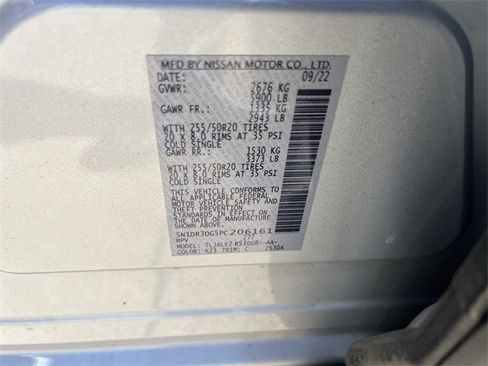 MFD BY NISSAN MOTOR CO., LTD.
DATE: 09/22
GVWR: 2676 KG
5900 LB
GAWR FR.: 1335 KG
2943 LB
WITH 255/50R20 TIRES
20 X 8.0 RIMS AT 35 PSI
COLD SINGLE
GAWR RR.: 1530 KG
3373 LB
WITH 255/50R20 TIRES
20 X 8.0 RIMS AT 35 PSI
COLD SINGLE
THIS VEHICLE CONFORMS TO ALL
APPLICABLE FEDERAL MOTOR
VEHICLE SAFETY STANDARDS IN
EFFECT ON THE DATE OF MANUFACTURE
SHOWN ABOVE.
5N1DR3DG5PC206161
MPV
MODEL:
COLOR: K23 TRIM: C